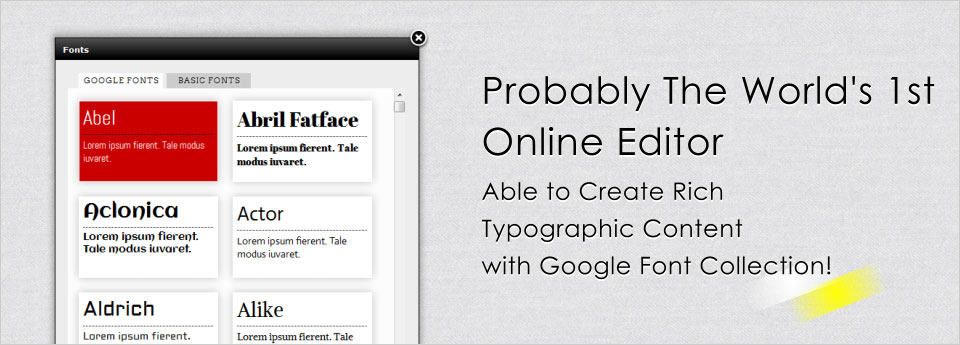 Fonts
GOOGLE FONTS
BASIC FONTS
Abel
Lorem ipsum fierent. Tale modus
iuvaret.
Abril Fatface
Lorem ipsum fierent. Tale
modus iuvaret.
Aclonica
Lorem ipsum fierent.
Tale modus iuvaret.
Actor
Lorem ipsum fierent. Tale
modus iuvaret.
Aldrich
Lorem ipsum fierent.
Alike
Lorem ipsum fierent. Tale
Probably The World's 1st
Online Editor
Able to Create Rich
Typographic Content
with Google Font Collection!